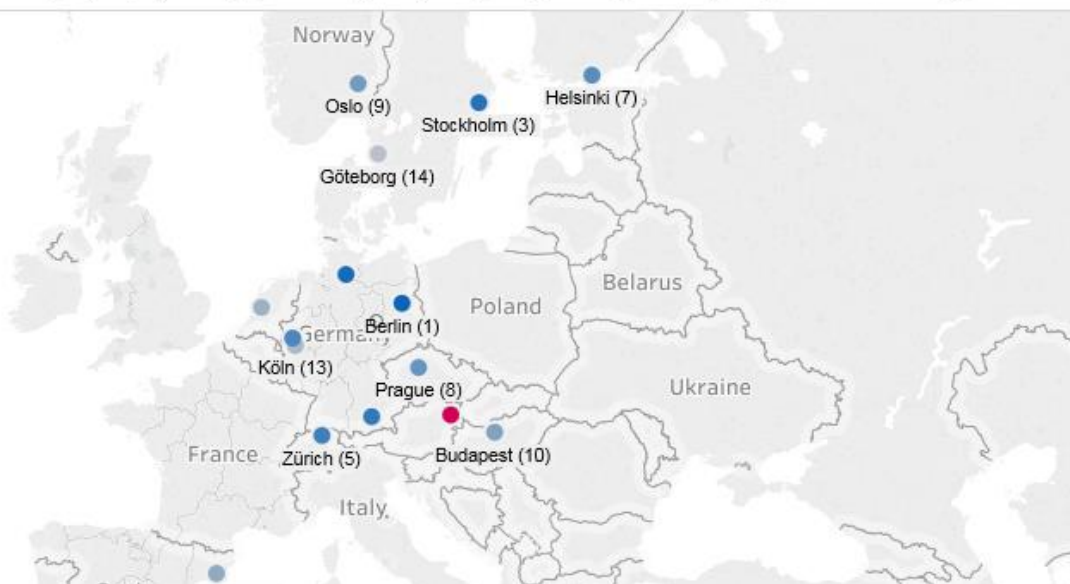 Norway
Oslo (9)
Helsinki (7)
Stockholm (3)
Göteborg (14)
Belarus
Poland
Berlin (1)
Germany
Köln (13)
Prague (8)
Ukraine
France
Zürich (5)
Budapest (10)
Italy